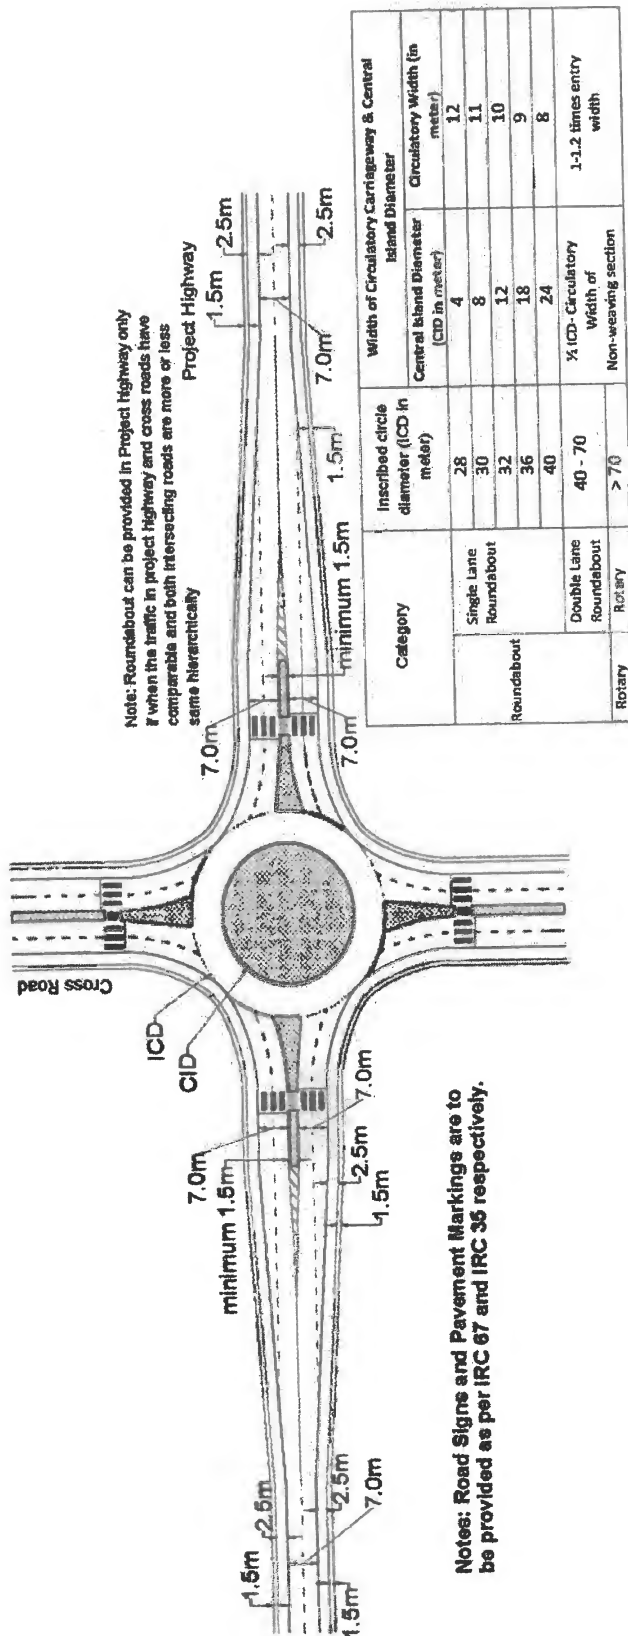 Note: Roundabout can be provided in Project highway only
if when the traffic in project highway and cross roads have
comparable and both intersecting roads are more or less
same hierarchically
Project Highway
Cross Road
ICD
CID
1.5m
2.5m
7.0m
2.5m
1.5m
7.0m
minimum 1.5m
7.0m
7.0m
minimum 1.5m
7.0m
2.5m
1.5m
1.5m
2.5m
2.5m
7.0m
1.5m
Notes: Road Signs and Pavement Markings are to
be provided as per IRC 67 and IRC 35 respectively.
Category
Inscribed circle
diameter (ICD in
meter)
Width of Circulatory Carriageway & Central
Island Diameter
Central Island Diameter
(CID in meter)
Circulatory Width (in
meter)
Roundabout
Single Lane
Roundabout
28 4 12
30 8 11
32 12 10
36 18 9
40 24 8
Double Lane
Roundabout
40 - 70
½ ICD- Circulatory
Width of
Non-weaving section
1-1.2 times entry
width
Rotary Rotary > 70